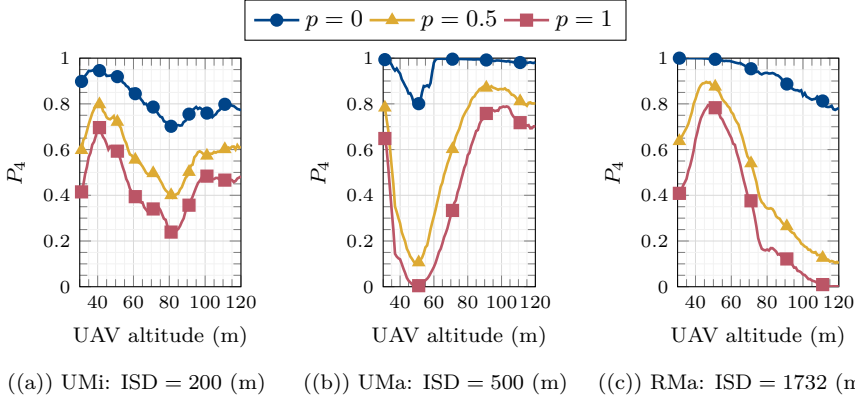 p = 0 p = 0.5 p = 1
1 1 1
0.8 0.8 0.8
0.6 0.6 0.6
P4 P4 P4
0.4 0.4 0.4
0.2 0.2 0.2
0 0 0
40 60 80 100 120 40 60 80 100 120 40 60 80 100 120
UAV altitude (m) UAV altitude (m) UAV altitude (m)
((a)) UMi: ISD = 200 (m) ((b)) UMa: ISD = 500 (m) ((c)) RMa: ISD = 1732 (m